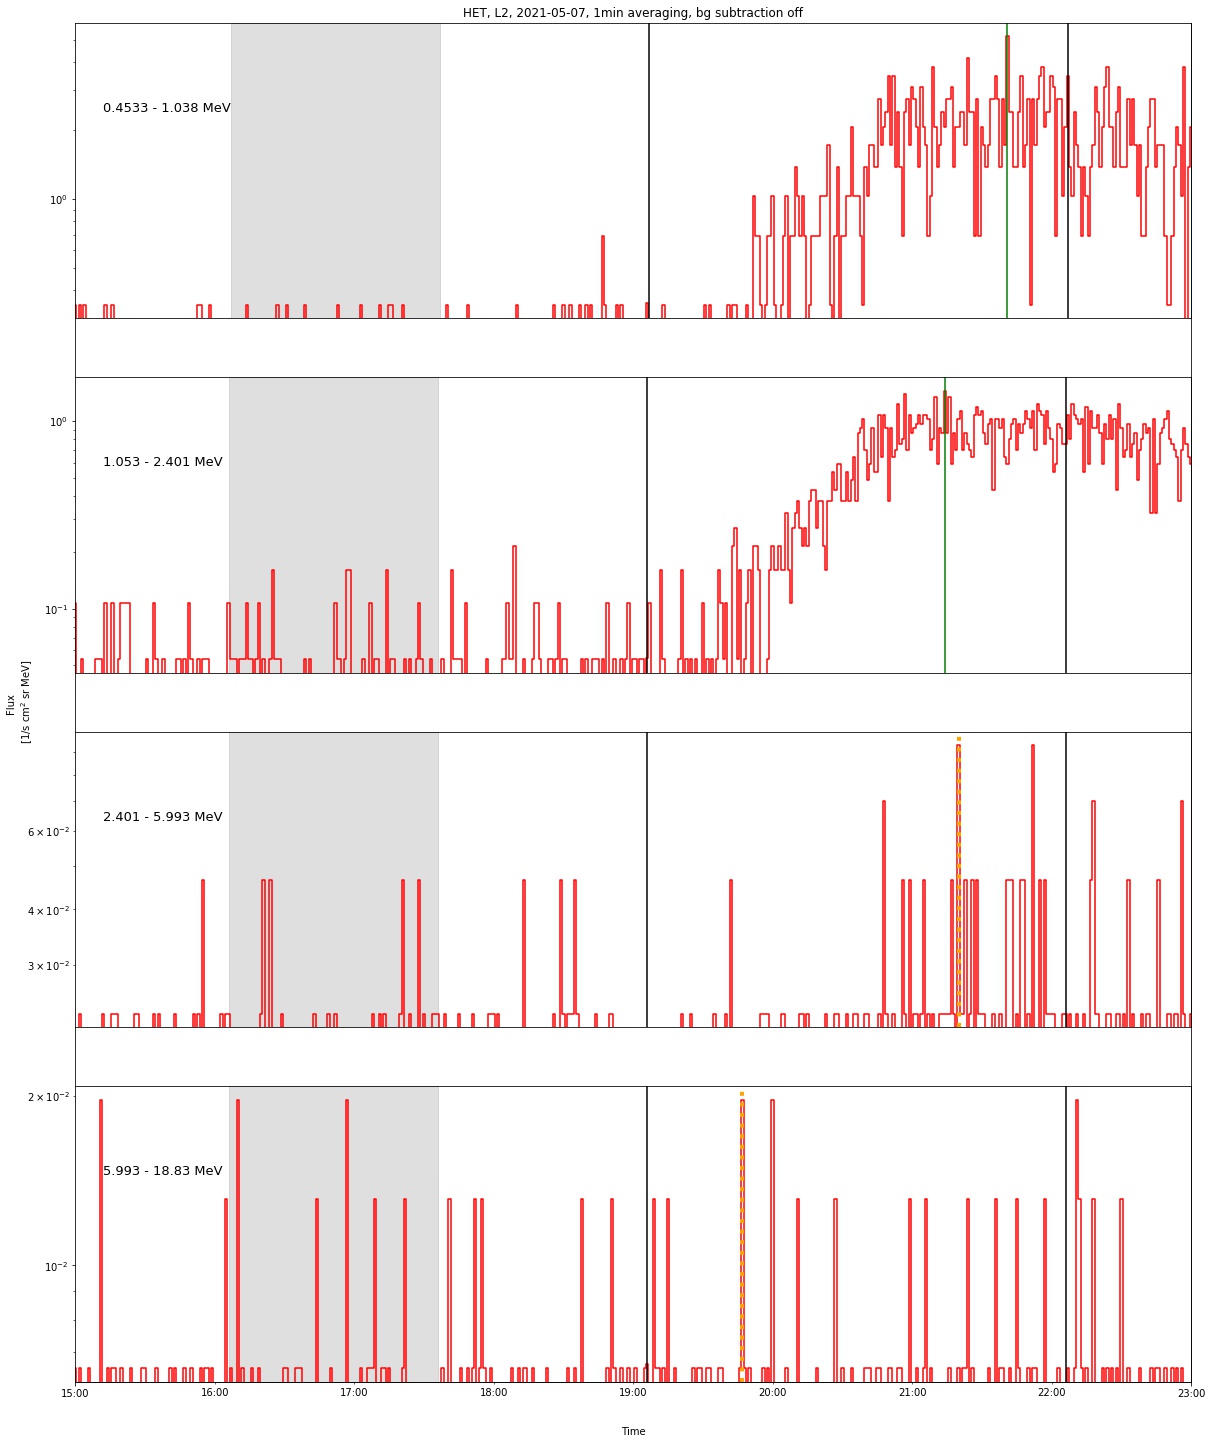 HET, L2, 2021-05-07, 1min averaging, bg subtraction off
0.4533 - 1.038 MeV
10⁰
10⁰
1.053 - 2.401 MeV
10⁻¹
Flux
[1/s cm² sr MeV]
2.401 - 5.993 MeV
6 × 10⁻²
4 × 10⁻²
3 × 10⁻²
2 × 10⁻²
5.993 - 18.83 MeV
10⁻²
15:00 16:00 17:00 18:00 19:00 20:00 21:00 22:00 23:00
Time